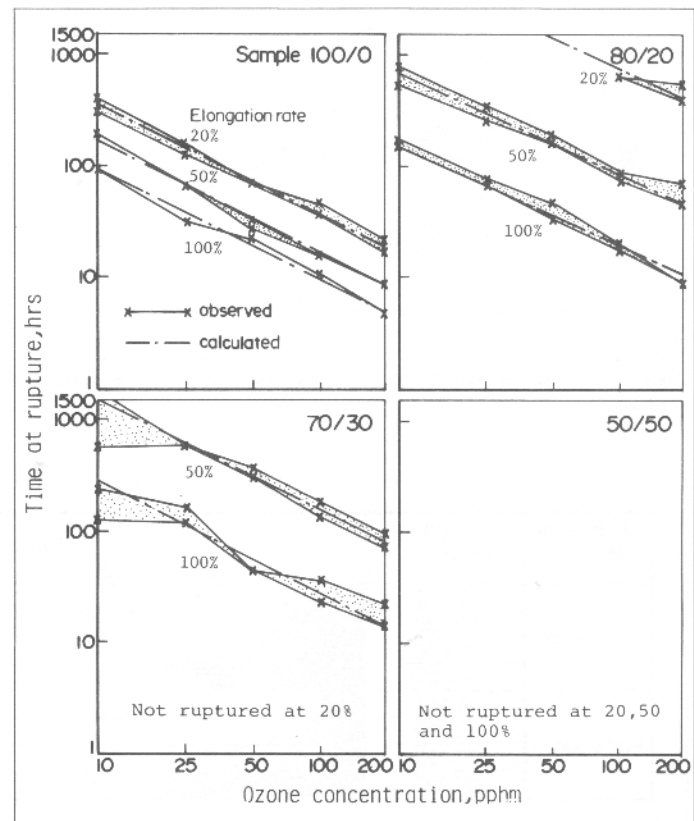 1500
1000
100
10
1
Sample 100/0
Elongation rate
20%
50%
100%
observed
calculated
80/20
20%
50%
100%
1500
1000
100
10
1
70/30
50%
100%
Not ruptured at 20%
50/50
Not ruptured at 20,50
and 100%
10 25 50 100 200
10 25 50 100 200
Time at rupture,hrs
Ozone concentration,pphm